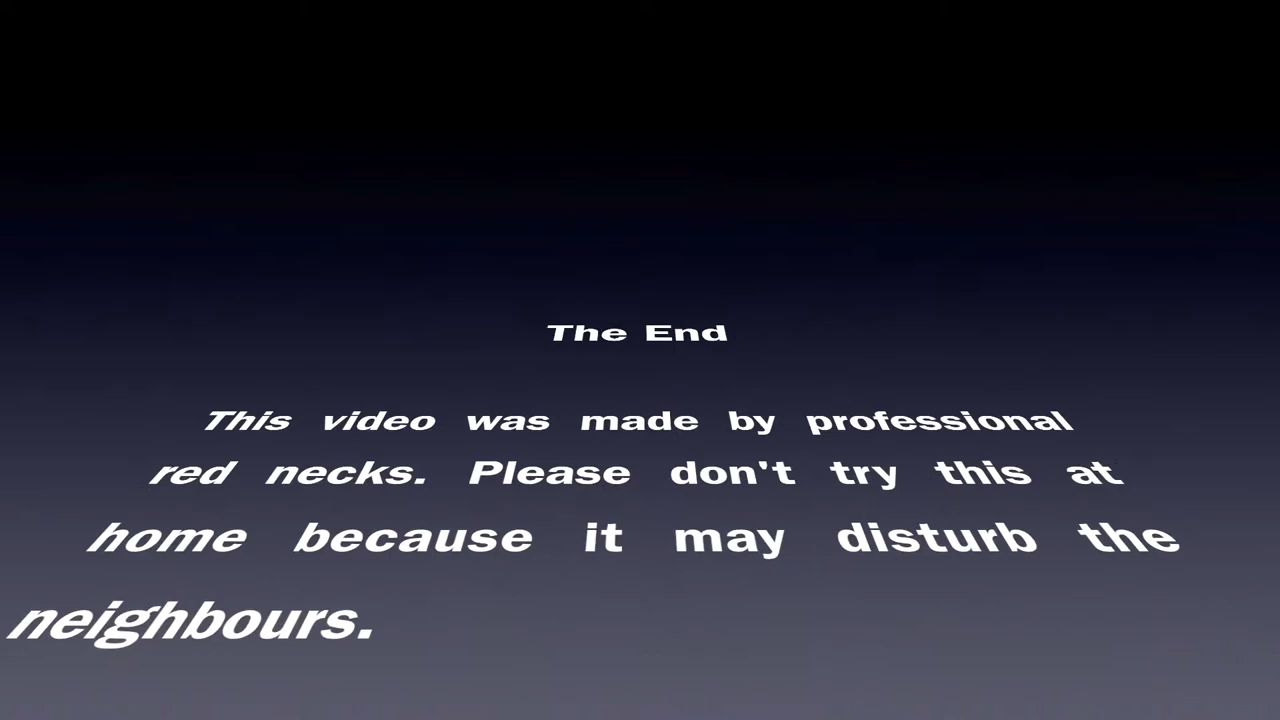 The End
This video was made by professional
red necks. Please don't try this at
home because it may disturb the
neighbours.